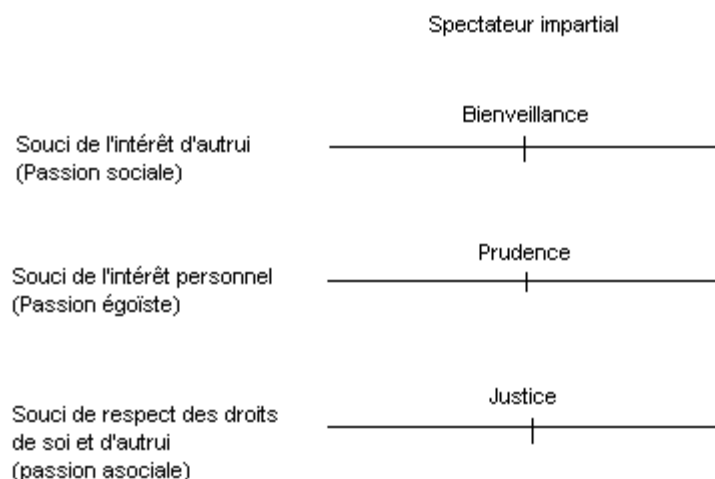 Spectateur impartial
Bienveillance
Souci de l'intérêt d'autrui
(Passion sociale)
Prudence
Souci de l'intérêt personnel
(Passion égoïste)
Justice
Souci de respect des droits
de soi et d'autrui
(passion asociale)